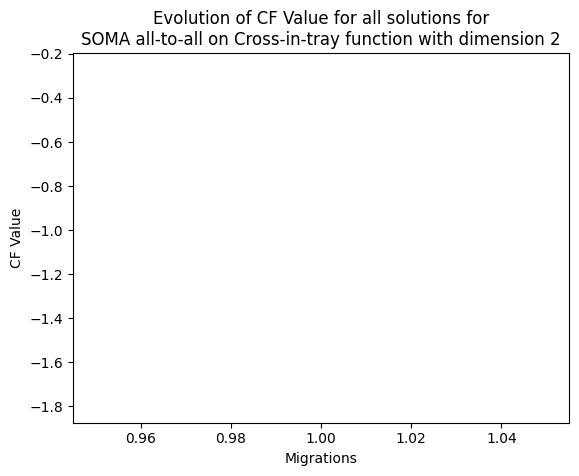 Evolution of CF Value for all solutions for
SOMA all-to-all on Cross-in-tray function with dimension 2
−0.2
−0.4
−0.6
−0.8
−1.0
−1.2
−1.4
−1.6
−1.8
CF Value
0.96 0.98 1.00 1.02 1.04
Migrations